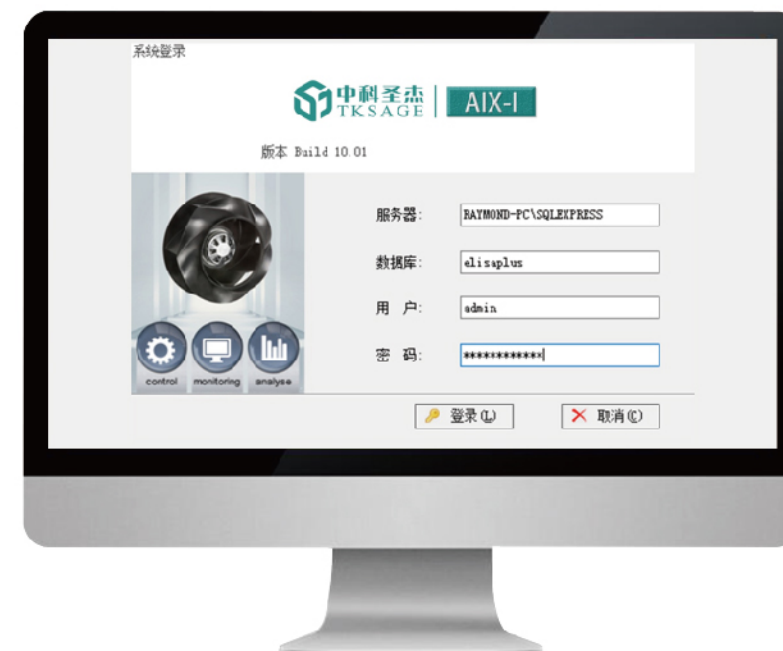 系统登录
中科圣杰
TKSAGE
AIX-I
版本 Build 10.01
服务器: RAYMOND-PC\SQLEXPRESS
数据库: elisaplus
用 户: admin
密 码: ************
control monitoring analyse
登录(L) 取消(C)